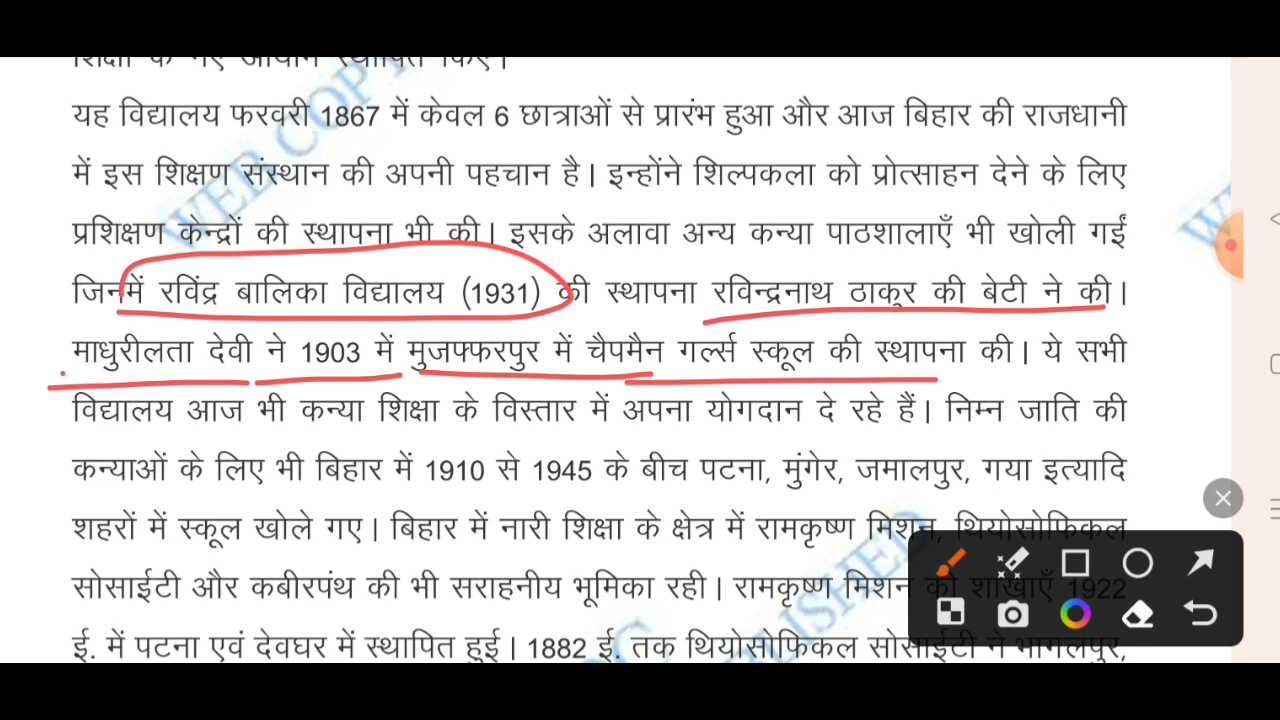 शिक्षा के नए आयाम स्थापित किए।
यह विद्यालय फरवरी 1867 में केवल 6 छात्राओं से प्रारंभ हुआ और आज बिहार की राजधानी
में इस शिक्षण संस्थान की अपनी पहचान है। इन्होंने शिल्पकला को प्रोत्साहन देने के लिए
प्रशिक्षण केन्द्रों की स्थापना भी की। इसके अलावा अन्य कन्या पाठशालाएँ भी खोली गईं
जिनमें रविंद्र बालिका विद्यालय (1931) की स्थापना रविन्द्रनाथ ठाकुर की बेटी ने की।
माधुरीलता देवी ने 1903 में मुजफ्फरपुर में चैपमैन गर्ल्स स्कूल की स्थापना की। ये सभी
विद्यालय आज भी कन्या शिक्षा के विस्तार में अपना योगदान दे रहे हैं। निम्न जाति की
कन्याओं के लिए भी बिहार में 1910 से 1945 के बीच पटना, मुंगेर, जमालपुर, गया इत्यादि
शहरों में स्कूल खोले गए। बिहार में नारी शिक्षा के क्षेत्र में रामकृष्ण मिशन, थियोसोफिकल
सोसाईटी और कबीरपंथ की भी सराहनीय भूमिका रही। रामकृष्ण मिशन की शाखाएँ 1922
ई. में पटना एवं देवघर में स्थापित हुई। 1882 ई. तक थियोसोफिकल सोसाईटी ने भागलपुर,
WEB COPY